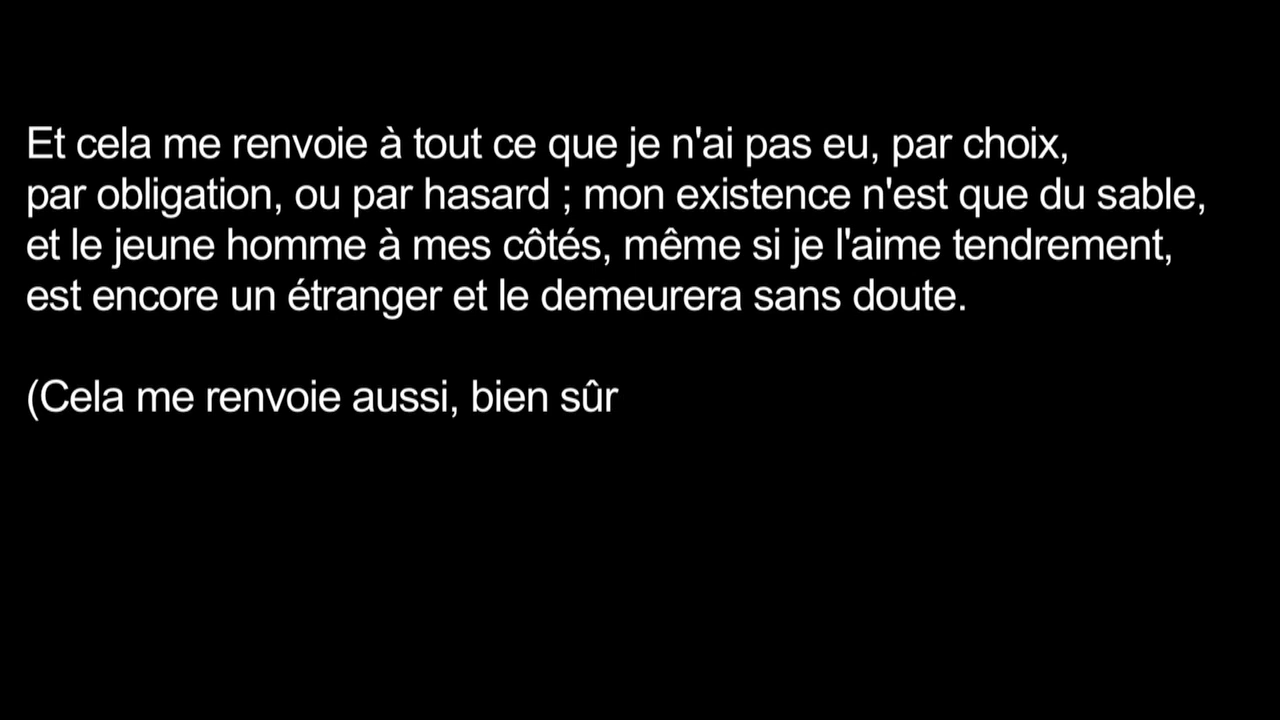 Et cela me renvoie à tout ce que je n'ai pas eu, par choix,
par obligation, ou par hasard ; mon existence n'est que du sable,
et le jeune homme à mes côtés, même si je l'aime tendrement,
est encore un étranger et le demeurera sans doute.
(Cela me renvoie aussi, bien sûr